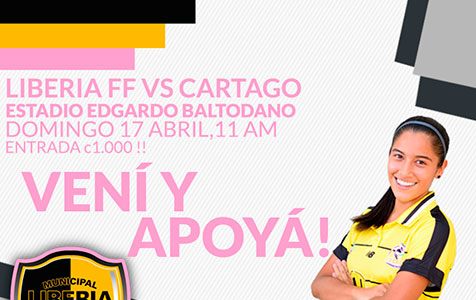 LIBERIA FF VS CARTAGO
ESTADIO EDGARDO BALTODANO
DOMINGO 17 ABRIL,11 AM
ENTRADA c1.000 !!
VENÍ Y
APOYÁ!
MUNICIPAL
LIBERIA